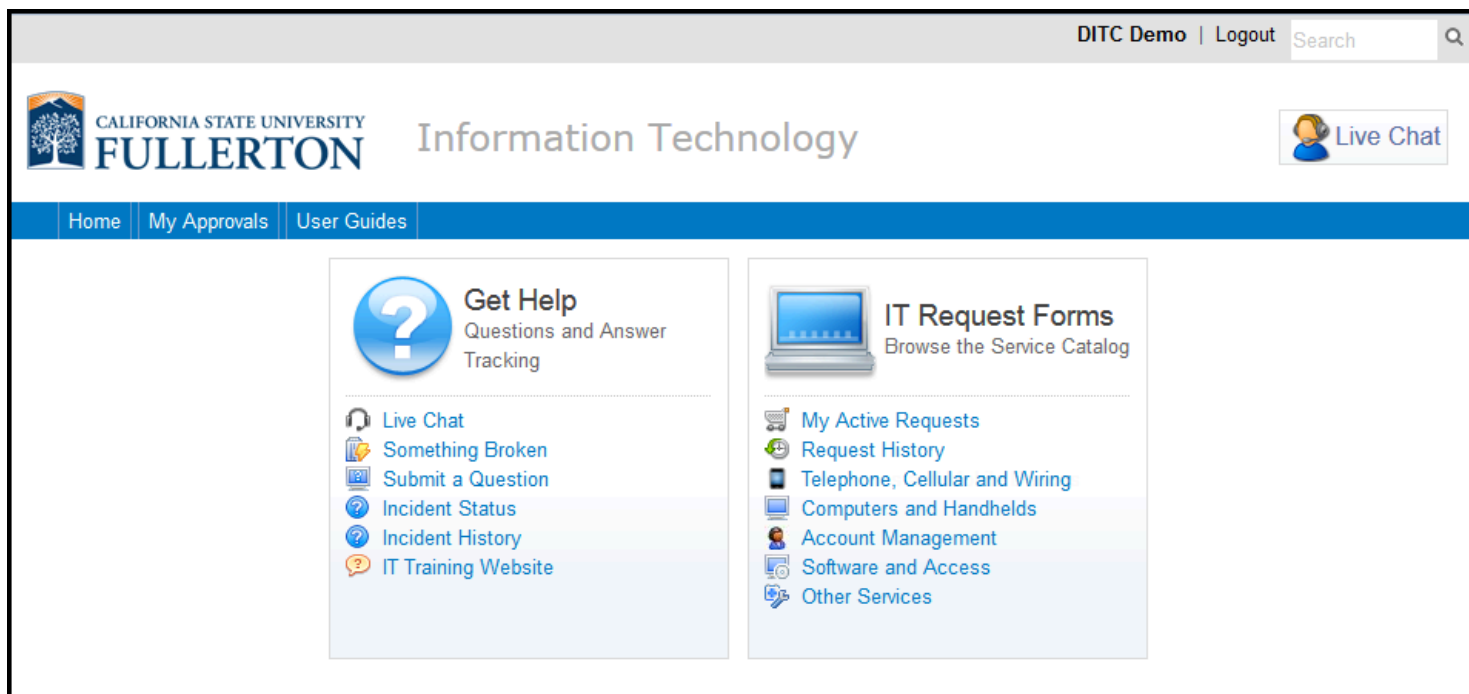 DITC Demo | Logout Search
CALIFORNIA STATE UNIVERSITY
FULLERTON
Information Technology
Live Chat
Home My Approvals User Guides
Get Help
Questions and Answer
Tracking
Live Chat
Something Broken
Submit a Question
Incident Status
Incident History
IT Training Website
IT Request Forms
Browse the Service Catalog
My Active Requests
Request History
Telephone, Cellular and Wiring
Computers and Handhelds
Account Management
Software and Access
Other Services